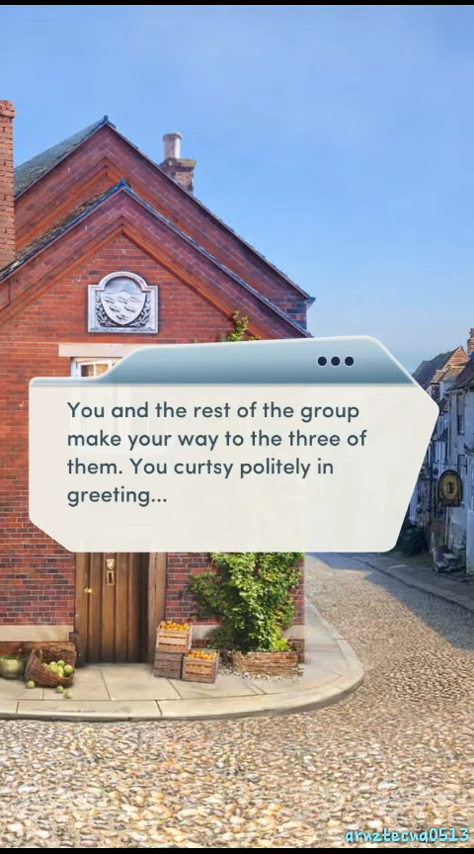 You and the rest of the group
make your way to the three of
them. You curtsy politely in
greeting...
arwztecwa0513